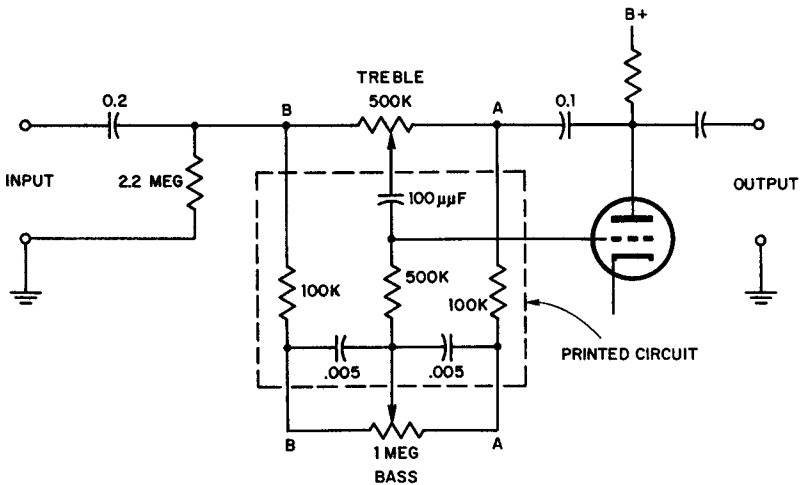 B+
TREBLE
500K
0.2
B
A
0.1
INPUT
2.2 MEG
100µµF
OUTPUT
100K
500K
100K
PRINTED CIRCUIT
.005
.005
B
A
1 MEG
BASS